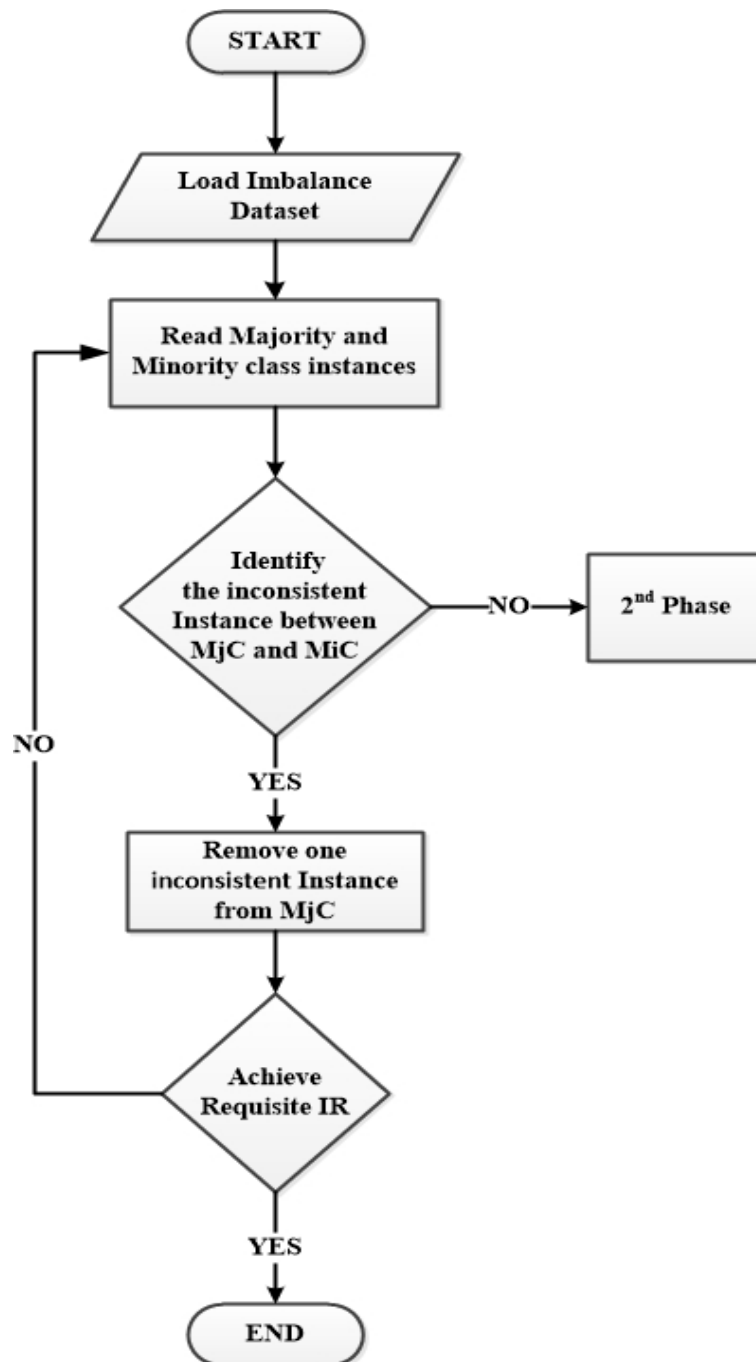 START
Load Imbalance
Dataset
Read Majority and
Minority class instances
Identify
the inconsistent
Instance between
MjC and MiC
NO
2nd Phase
NO
YES
Remove one
inconsistent Instance
from MjC
Achieve
Requisite IR
YES
END